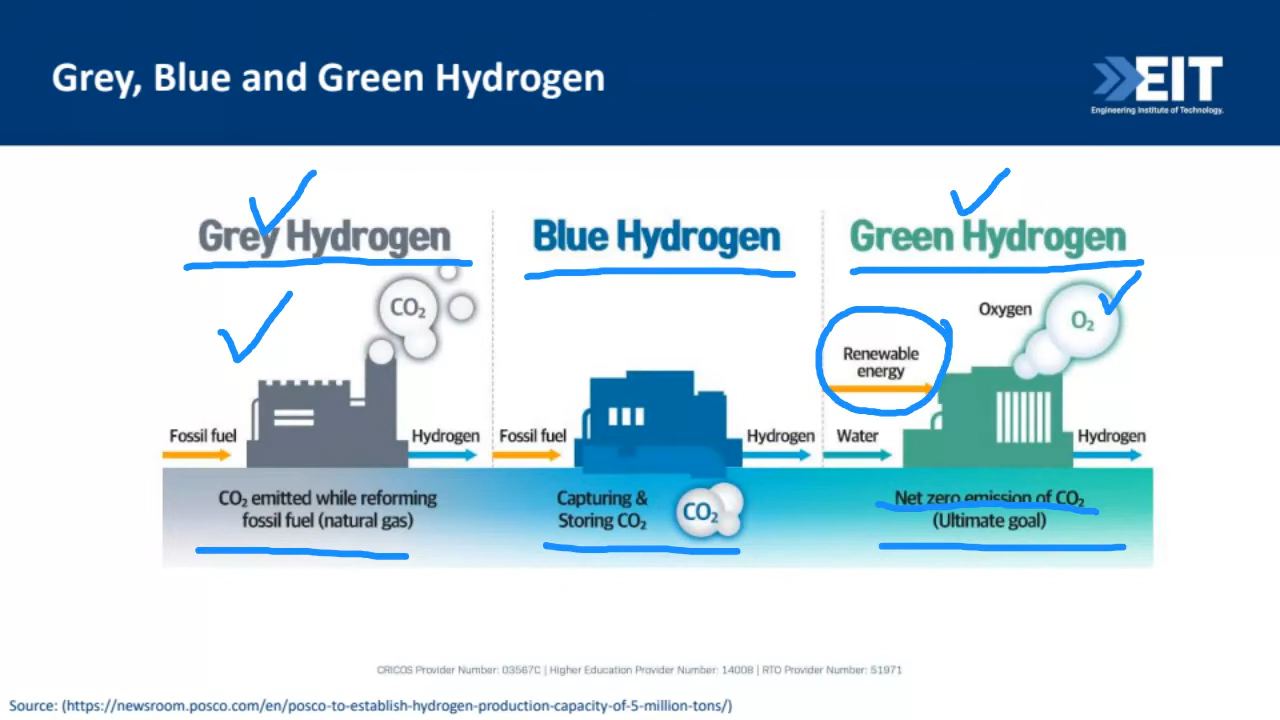 Grey, Blue and Green Hydrogen
EIT
Engineering Institute of Technology.
Grey Hydrogen
CO₂
Fossil fuel
Hydrogen
CO₂ emitted while reforming
fossil fuel (natural gas)
Blue Hydrogen
Fossil fuel
Hydrogen
Capturing &
Storing CO₂
CO₂
Green Hydrogen
Oxygen
O₂
Renewable
energy
Water
Hydrogen
Net zero emission of CO₂
(Ultimate goal)
CRICOS Provider Number: 03567C | Higher Education Provider Number: 14008 | RTO Provider Number: 51971
Source: (https://newsroom.posco.com/en/posco-to-establish-hydrogen-production-capacity-of-5-million-tons/)